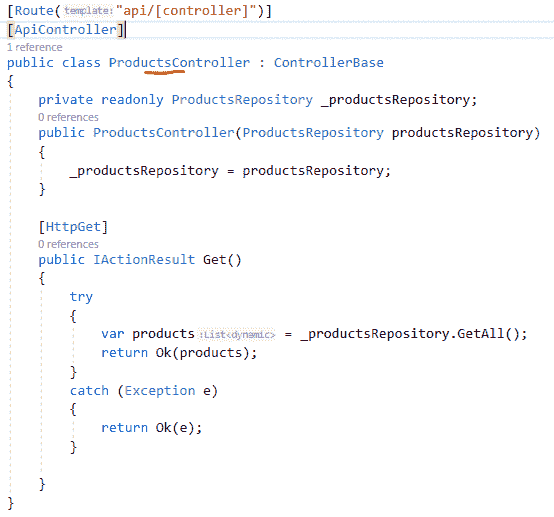 [Route(template:"api/[controller]")]
[ApiController]
1 reference
public class ProductsController : ControllerBase
{
private readonly ProductsRepository _productsRepository;
0 references
public ProductsController(ProductsRepository productsRepository)
{
_productsRepository = productsRepository;
}
[HttpGet]
0 references
public IActionResult Get()
{
try
{
var products :List<dynamic> = _productsRepository.GetAll();
return Ok(products);
}
catch (Exception e)
{
return Ok(e);
}
}
}